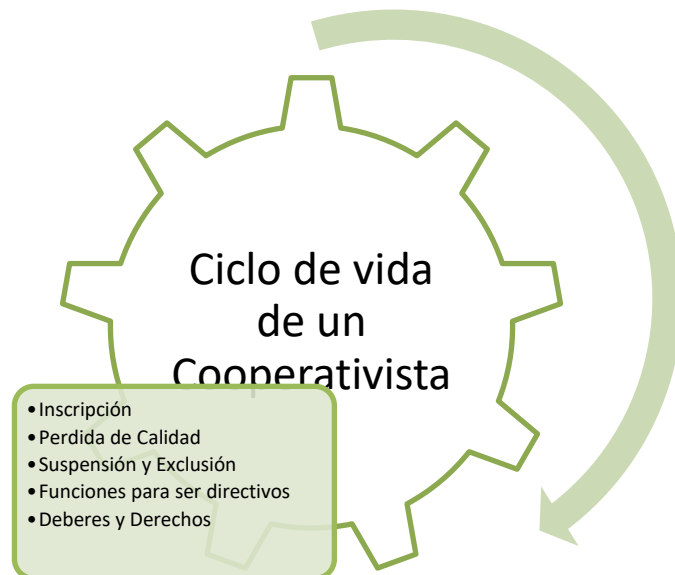 Ciclo de vida
de un
Cooperativista
• Inscripción
• Perdida de Calidad
• Suspensión y Exclusión
• Funciones para ser directivos
• Deberes y Derechos